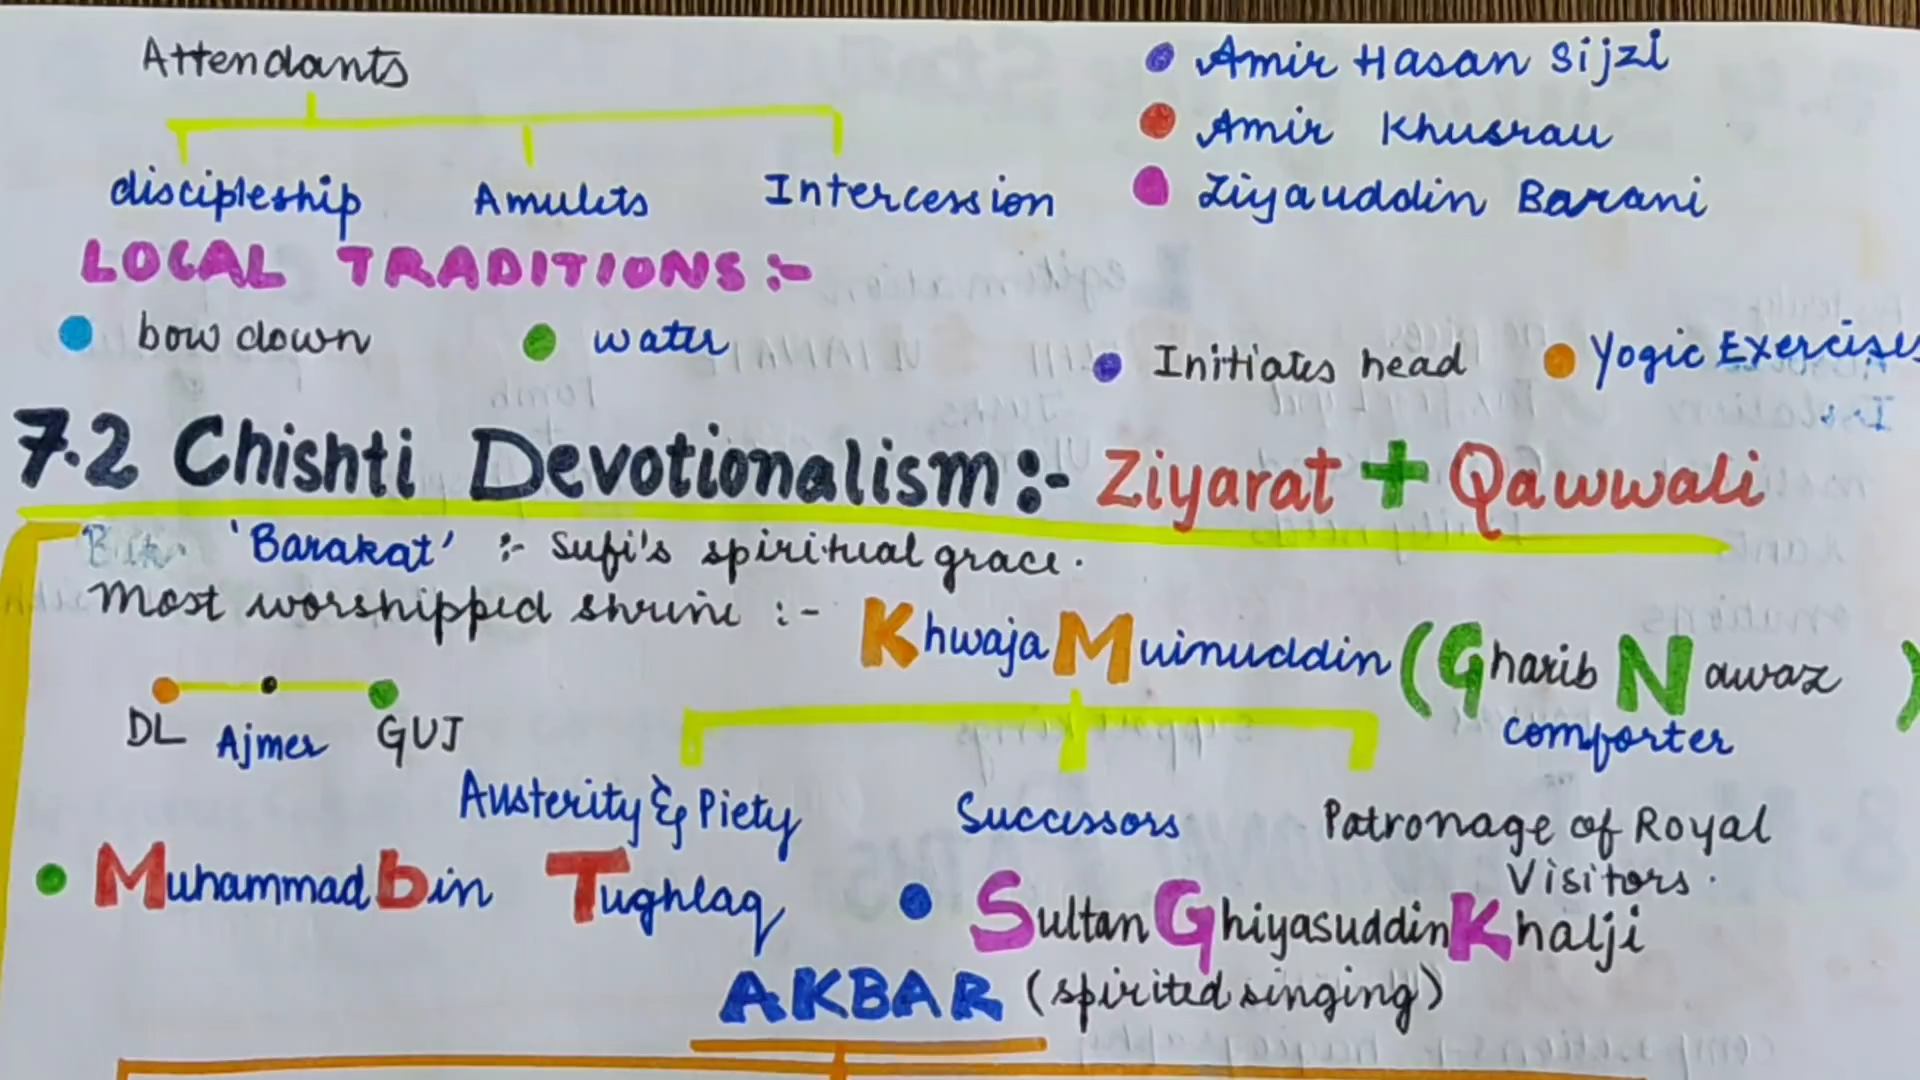 Attendants
discipleship Amulets Intercession
• Amir Hasan Sijzi
• Amir Khusrau
• Ziyauddin Barani
LOCAL TRADITIONS :-
• bow down • water • Initiates head • Yogic Exercises
7.2 Chishti Devotionalism :- Ziyarat + Qawwali
'Barakat' :- Sufi's spiritual grace.
Most worshipped shrine :- Khwaja Muinuddin (Gharib Nawaz)
comforter
DL Ajmer GUJ
Austerity & Piety Successors Patronage of Royal
Visitors.
• Muhammad bin Tughlaq • Sultan Ghiyasuddin Khalji
AKBAR (spirited singing)